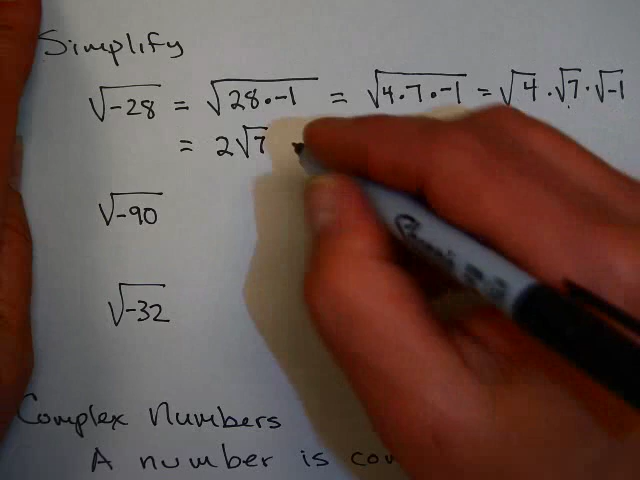 Simplify
√-28 = √28·-1 = √4·7·-1 = √4·√7·√-1
= 2√7
√-90
√-32
Complex Numbers
A number is